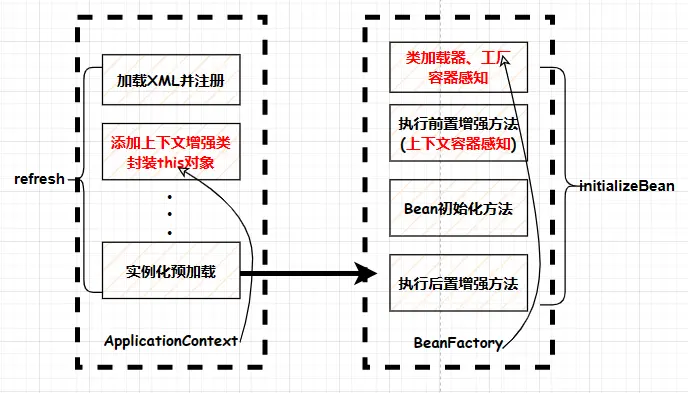 refresh
加载XML并注册
添加上下文增强类
封装this对象
实例化预加载
ApplicationContext
类加载器、工厂
容器感知
执行前置增强方法
(上下文容器感知)
Bean初始化方法
执行后置增强方法
BeanFactory
initializeBean